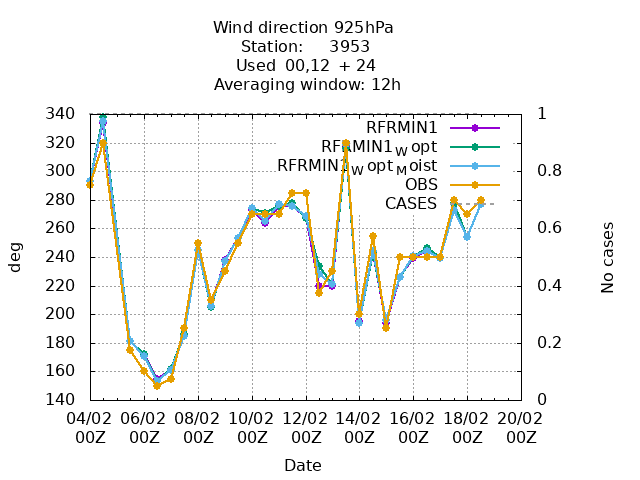 Wind direction 925hPa
Station: 3953
Used 00,12 + 24
Averaging window: 12h
340
320
300
280
260
240
220
200
180
160
140
1
0.8
0.6
0.4
0.2
0
deg
No cases
RFRMIN1
RFRMIN1_W opt
RFRMIN1_W opt_M oist
OBS
CASES
04/02 06/02 08/02 10/02 12/02 14/02 16/02 18/02 20/02
00Z 00Z 00Z 00Z 00Z 00Z 00Z 00Z 00Z
Date